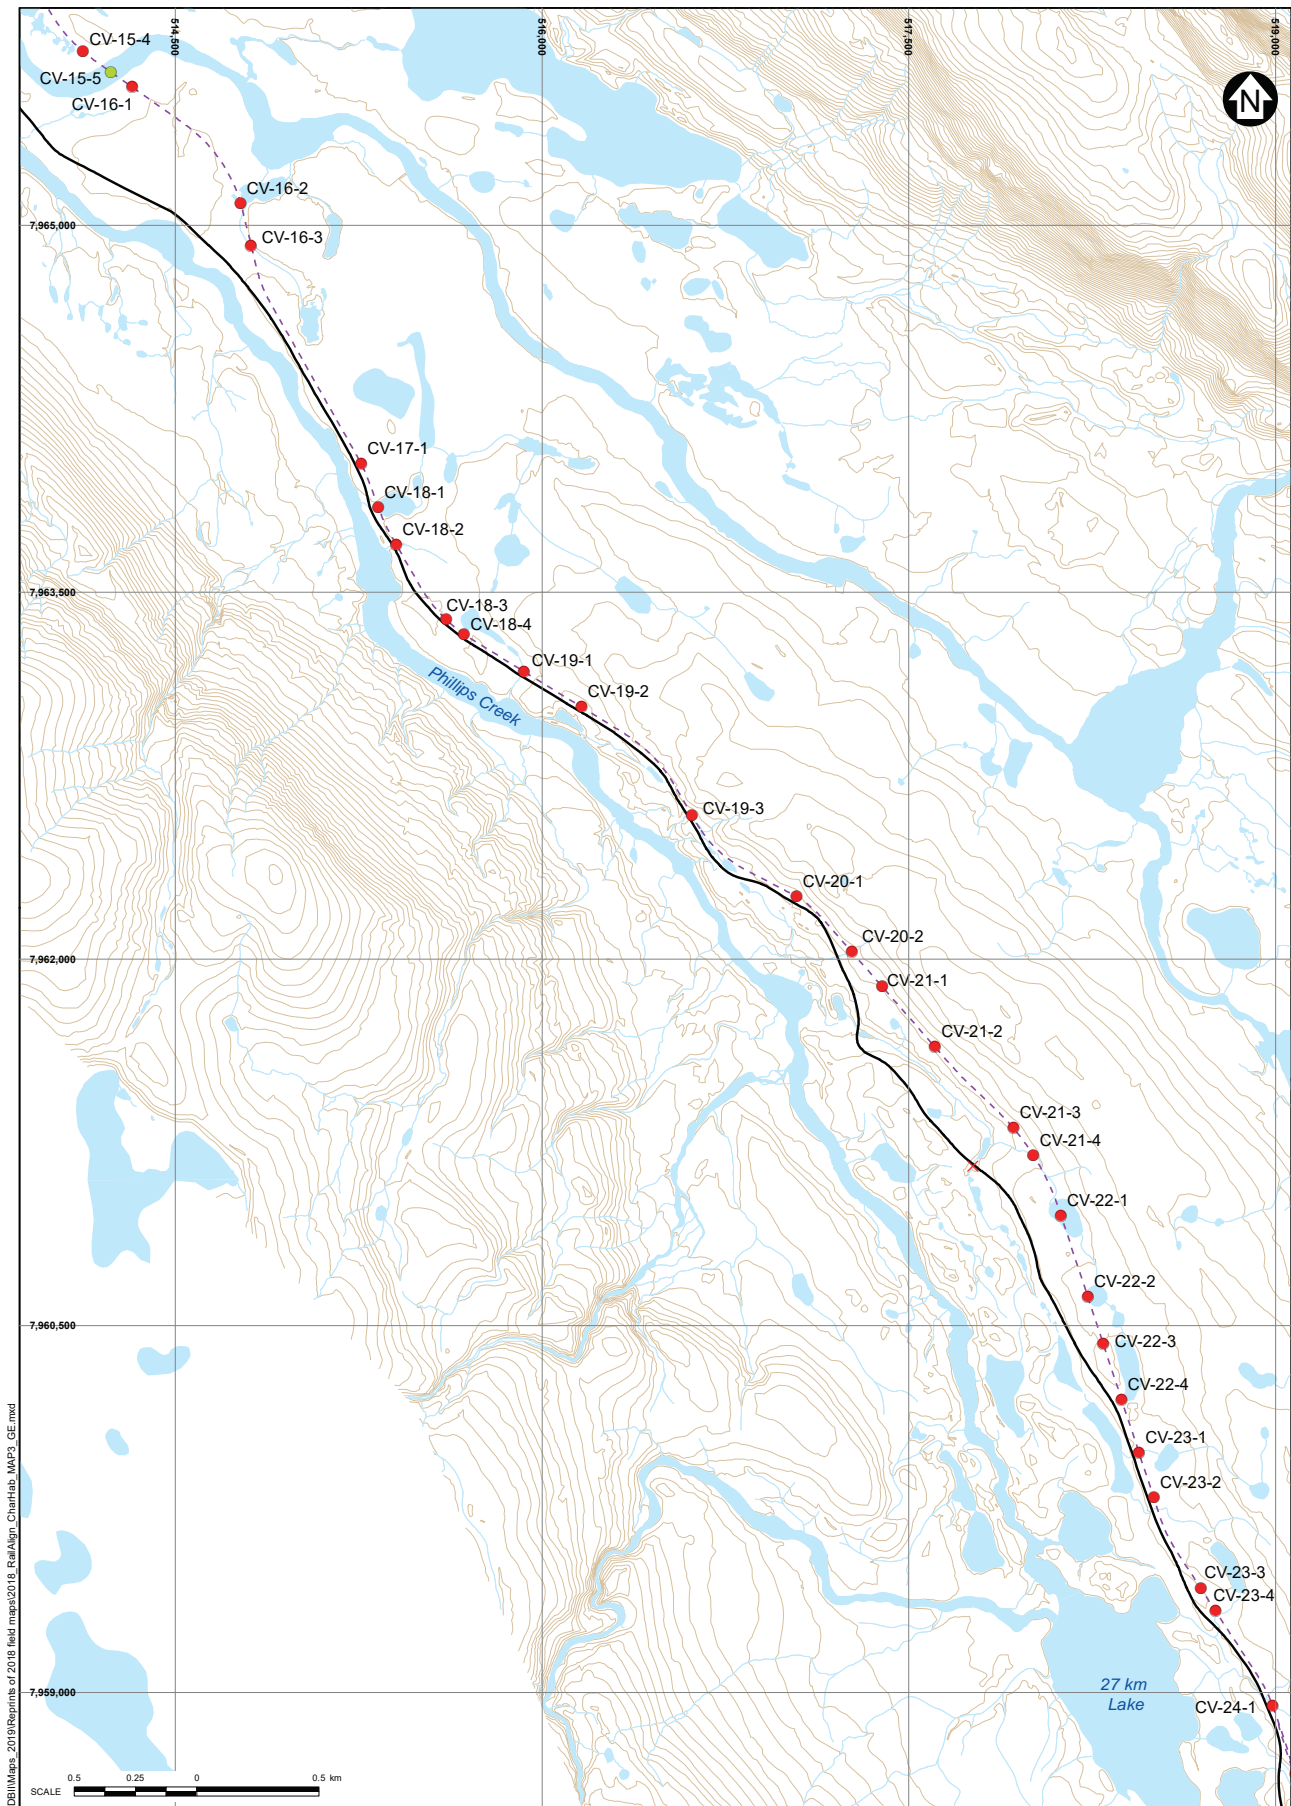 514,500
516,000
517,500
519,000
N
CV-15-4
CV-15-5
CV-16-1
CV-16-2
7,965,000
CV-16-3
CV-17-1
CV-18-1
CV-18-2
7,963,500
CV-18-3
CV-18-4
CV-19-1
Phillips Creek
CV-19-2
CV-19-3
CV-20-1
CV-20-2
7,962,000
CV-21-1
CV-21-2
CV-21-3
CV-21-4
CV-22-1
CV-22-2
7,960,500
CV-22-3
CV-22-4
CV-23-1
CV-23-2
CV-23-3
CV-23-4
27 km
Lake
7,959,000
CV-24-1
SCALE
0.5 0.25 0 0.5 km
DBII\Maps_2019\Reprints of 2018 field maps\2018_RailAlign_CharHab_MAP3_GE.mxd